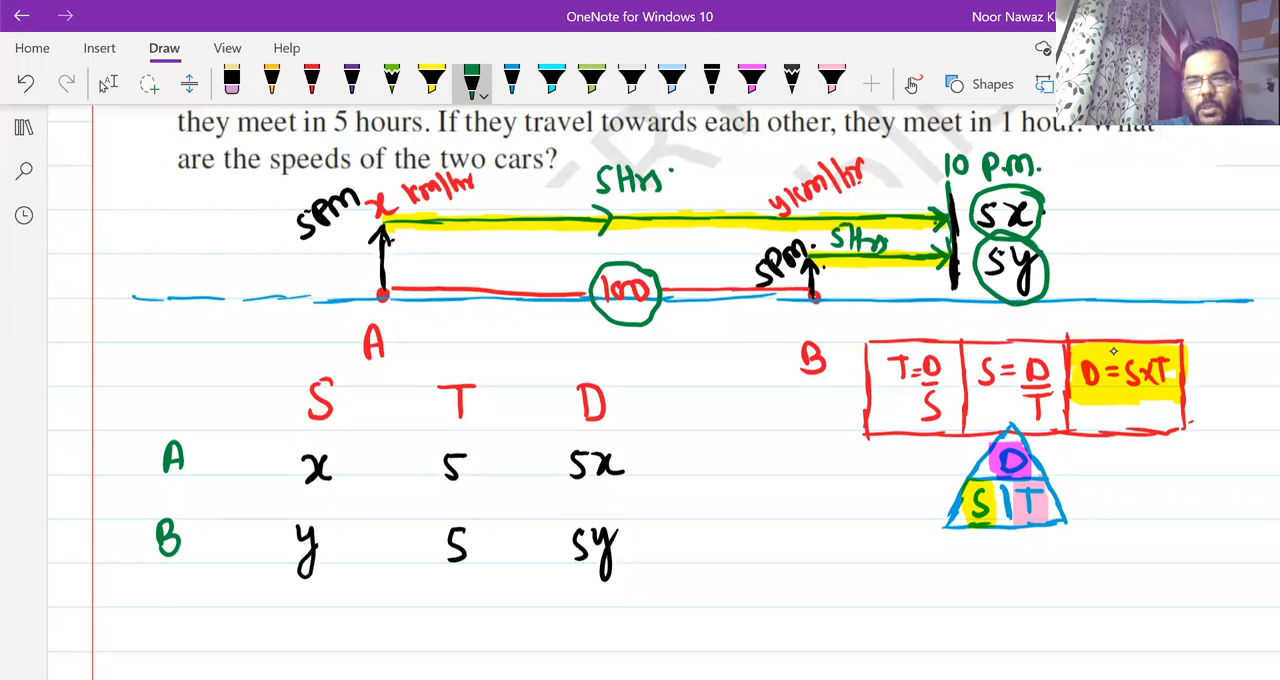 OneNote for Windows 10
Noor Nawaz K
Home Insert Draw View Help
Shapes
they meet in 5 hours. If they travel towards each other, they meet in 1 hour. What
are the speeds of the two cars?
10 P.M.
5PM x km/hr 5Hrs. y km/hr 5x
5PM. 5Hrs 5y
100
A B
T=D/S S=D/T D=SxT
S T D
D
A x 5 5x
S T
B y 5 5y